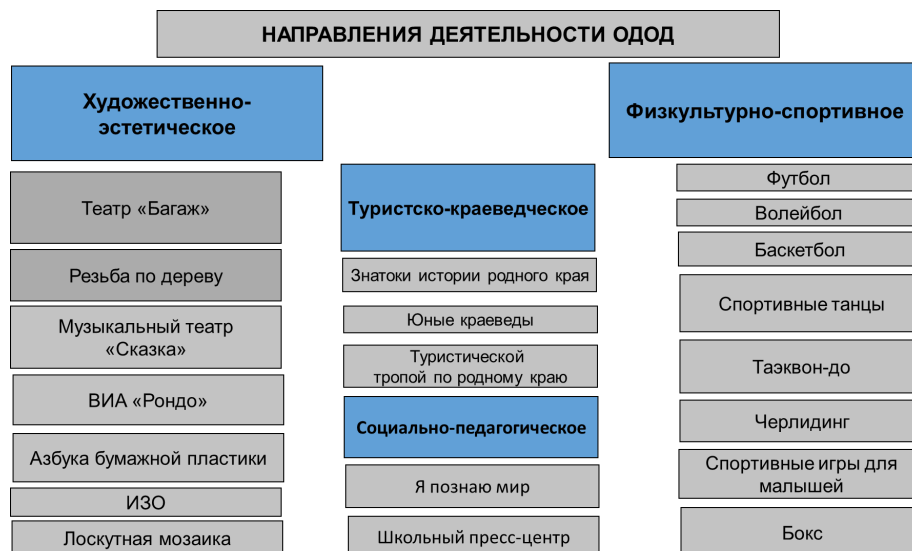 НАПРАВЛЕНИЯ ДЕЯТЕЛЬНОСТИ ОДОД
Художественно-
эстетическое
Театр «Багаж»
Резьба по дереву
Музыкальный театр
«Сказка»
ВИА «Рондо»
Азбука бумажной пластики
ИЗО
Лоскутная мозаика
Туристско-краеведческое
Знатоки истории родного края
Юные краеведы
Туристической
тропой по родному краю
Социально-педагогическое
Я познаю мир
Школьный пресс-центр
Физкультурно-спортивное
Футбол
Волейбол
Баскетбол
Спортивные танцы
Таэквон-до
Черлидинг
Спортивные игры для
малышей
Бокс